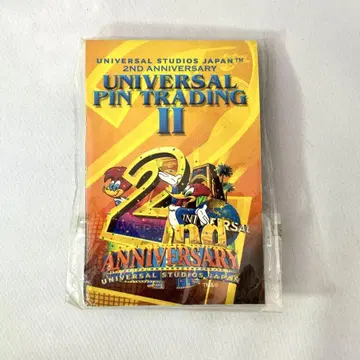 UNIVERSAL STUDIOS JAPAN™
2ND ANNIVERSARY
UNIVERSAL
PIN TRADING
II
2nd
UNIVERSAL
ANNIVERSARY
UNIVERSAL STUDIOS JAPAN